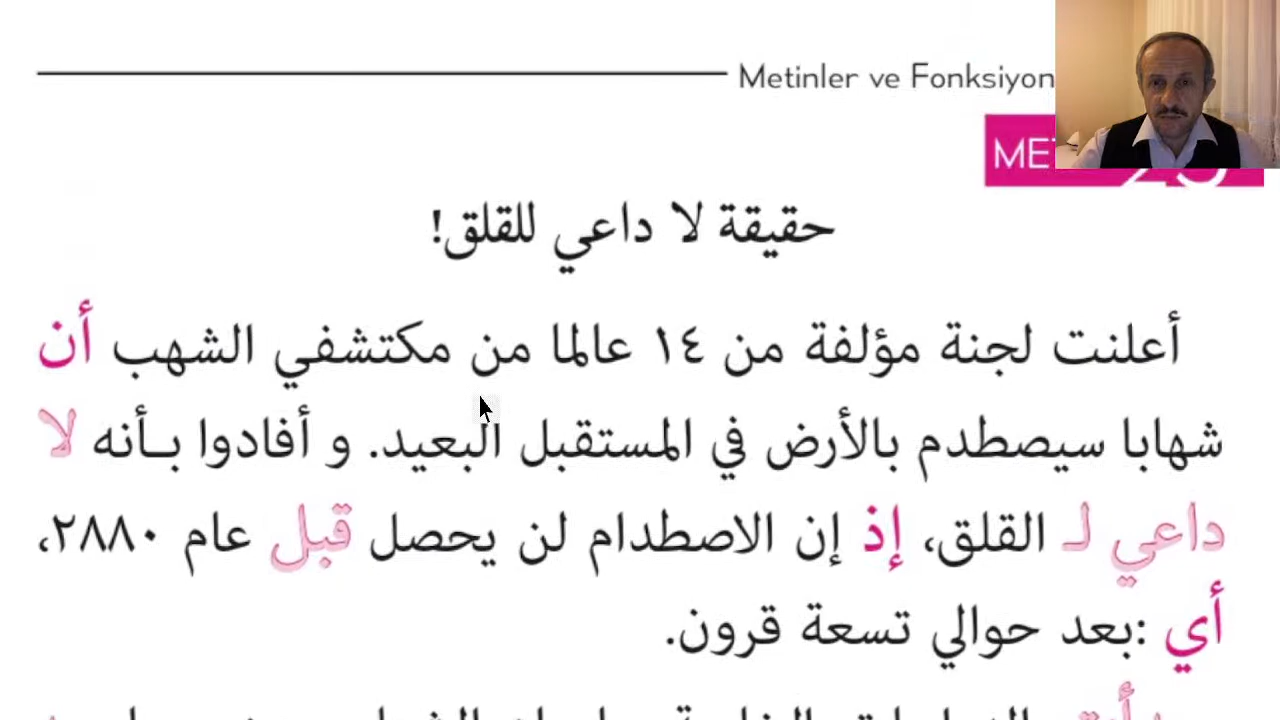 Metinler ve Fonksiyon
حقيقة لا داعي للقلق!
أعلنت لجنة مؤلفة من ١٤ عالما من مكتشفي الشهب أن
شهابا سيصطدم بالأرض في المستقبل البعيد. و أفادوا بـأنه لا
داعي لـ القلق، إذ إن الاصطدام لن يحصل قبل عام ٢٨٨٠،
أي :بعد حوالي تسعة قرون.